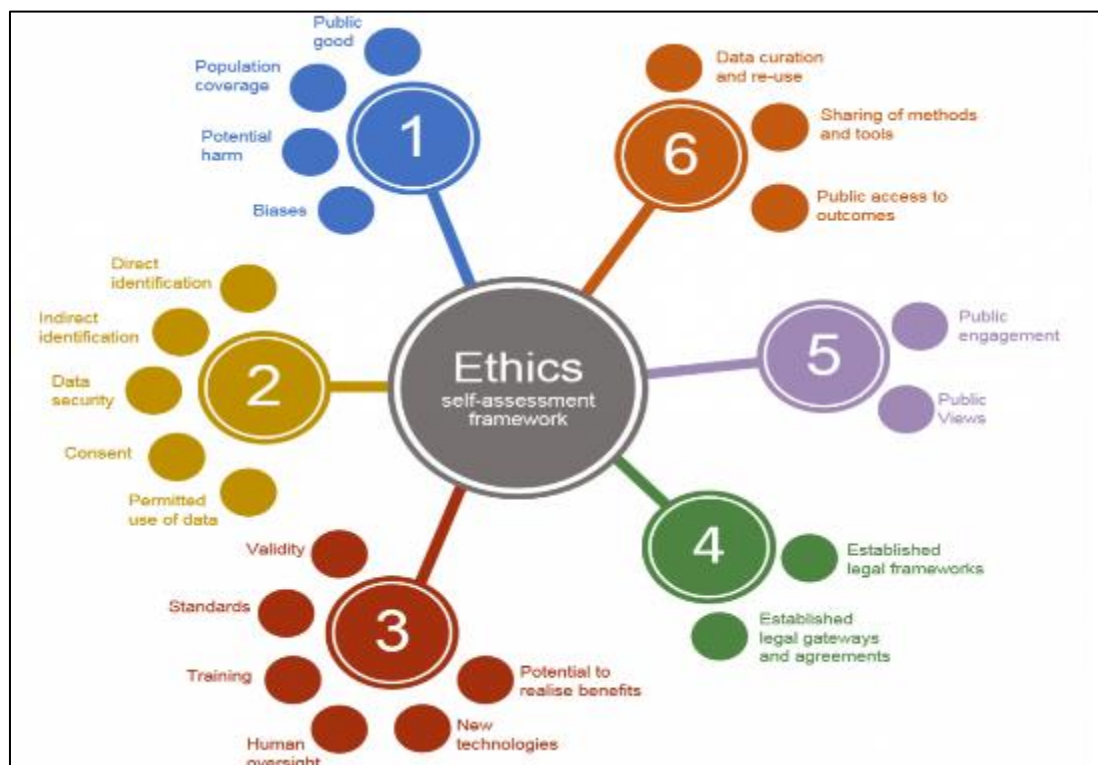 Ethics
self-assessment
framework
1
Public
good
Population
coverage
Potential
harm
Biases
2
Direct
identification
Indirect
identification
Data
security
Consent
Permitted
use of data
3
Validity
Standards
Training
Human
oversight
New
technologies
Potential to
realise benefits
4
Established
legal frameworks
Established
legal gateways
and agreements
5
Public
engagement
Public
Views
6
Data curation
and re-use
Sharing of methods
and tools
Public access to
outcomes